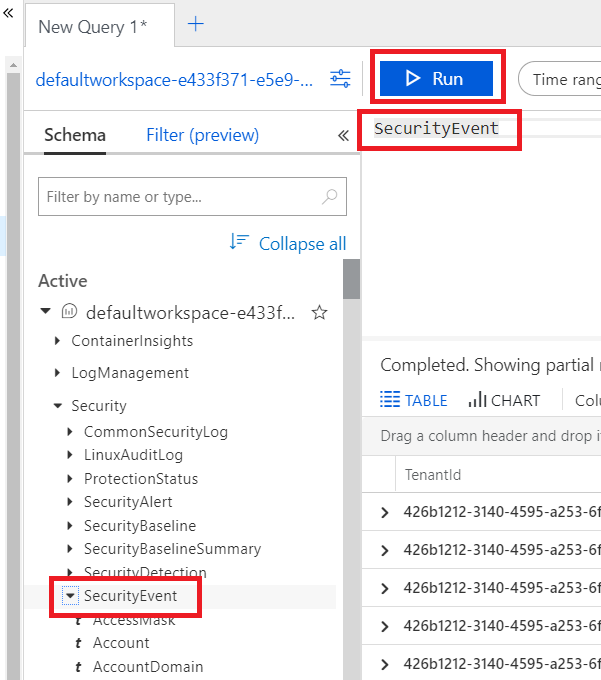 New Query 1*
defaultworkspace-e433f371-e5e9-...
Run
Time rang
Schema
Filter (preview)
SecurityEvent
Filter by name or type...
Collapse all
Active
defaultworkspace-e433f...
ContainerInsights
LogManagement
Security
CommonSecurityLog
LinuxAuditLog
ProtectionStatus
SecurityAlert
SecurityBaseline
SecurityBaselineSummary
SecurityDetection
SecurityEvent
t AccessMask
t Account
t AccountDomain
Completed. Showing partial r
TABLE
CHART
Colu
Drag a column header and drop it
TenantId
426b1212-3140-4595-a253-6f
426b1212-3140-4595-a253-6f
426b1212-3140-4595-a253-6f
426b1212-3140-4595-a253-6f
426b1212-3140-4595-a253-6f